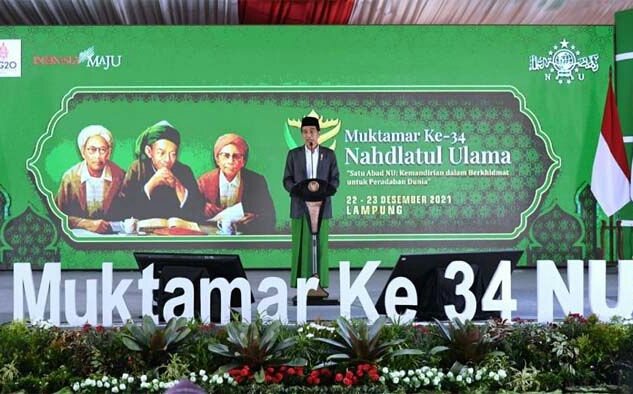 G20
INDONESIA MAJU
NU
Muktamar Ke-34
Nahdlatul Ulama
"Satu Abad NU: Kemandirian dalam Berkhidmat
untuk Peradaban Dunia"
22 - 23 DESEMBER 2021
LAMPUNG
Muktamar Ke 34 NU